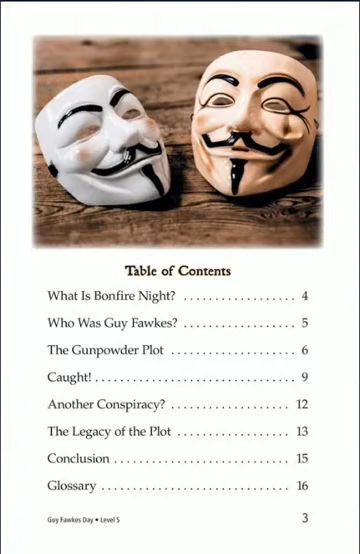 Table of Contents
What Is Bonfire Night? .................. 4
Who Was Guy Fawkes? .................. 5
The Gunpowder Plot .................... 6
Caught! ................................ 9
Another Conspiracy? ................... 12
The Legacy of the Plot ................. 13
Conclusion ............................ 15
Glossary .............................. 16
Guy Fawkes Day • Level S 3